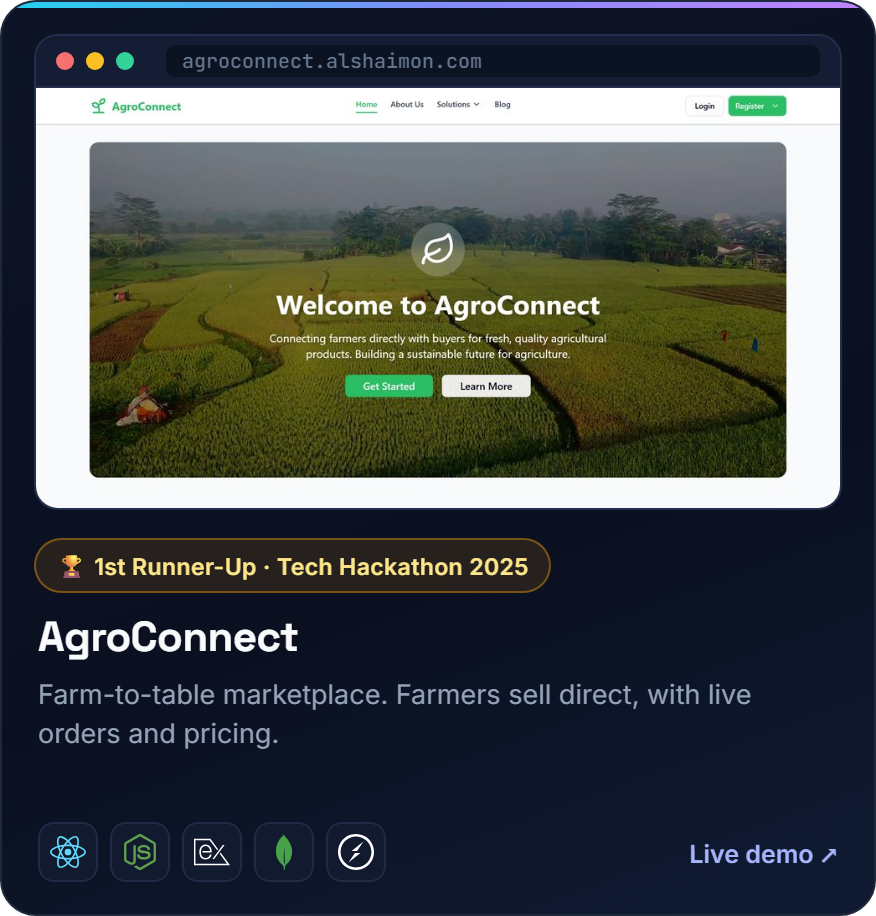 agroconnect.alshaimon.com
AgroConnect
Home About Us Solutions Blog
Login Register
Welcome to AgroConnect
Connecting farmers directly with buyers for fresh, quality agricultural
products. Building a sustainable future for agriculture.
Get Started Learn More
1st Runner-Up · Tech Hackathon 2025
AgroConnect
Farm-to-table marketplace. Farmers sell direct, with live
orders and pricing.
JS ex
Live demo ↗